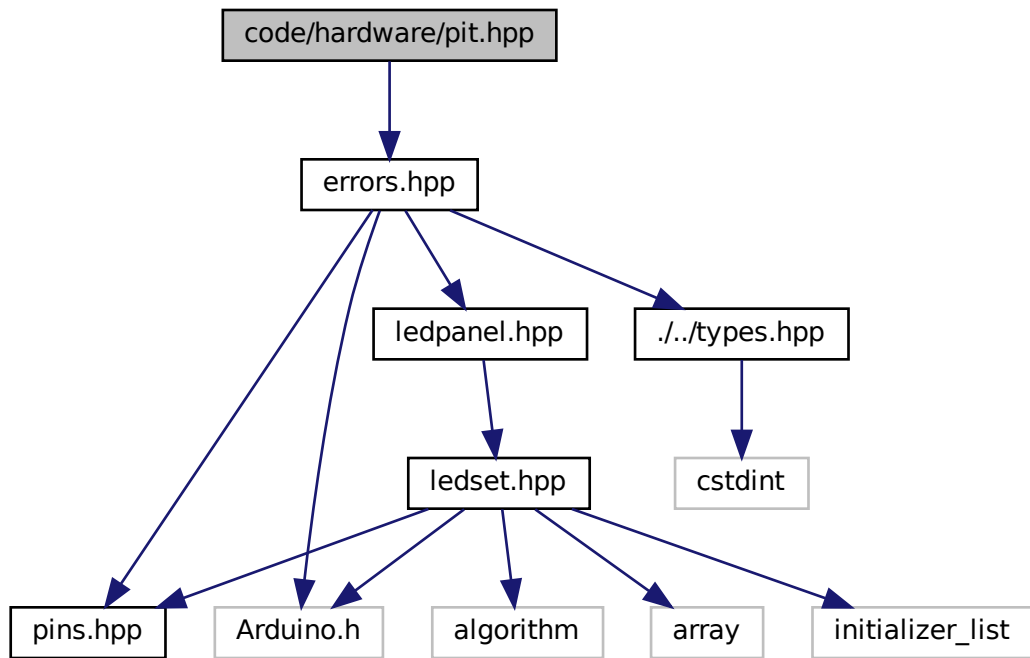 code/hardware/pit.hpp
errors.hpp
ledpanel.hpp
./../types.hpp
ledset.hpp
cstdint
pins.hpp
Arduino.h
algorithm
array
initializer_list